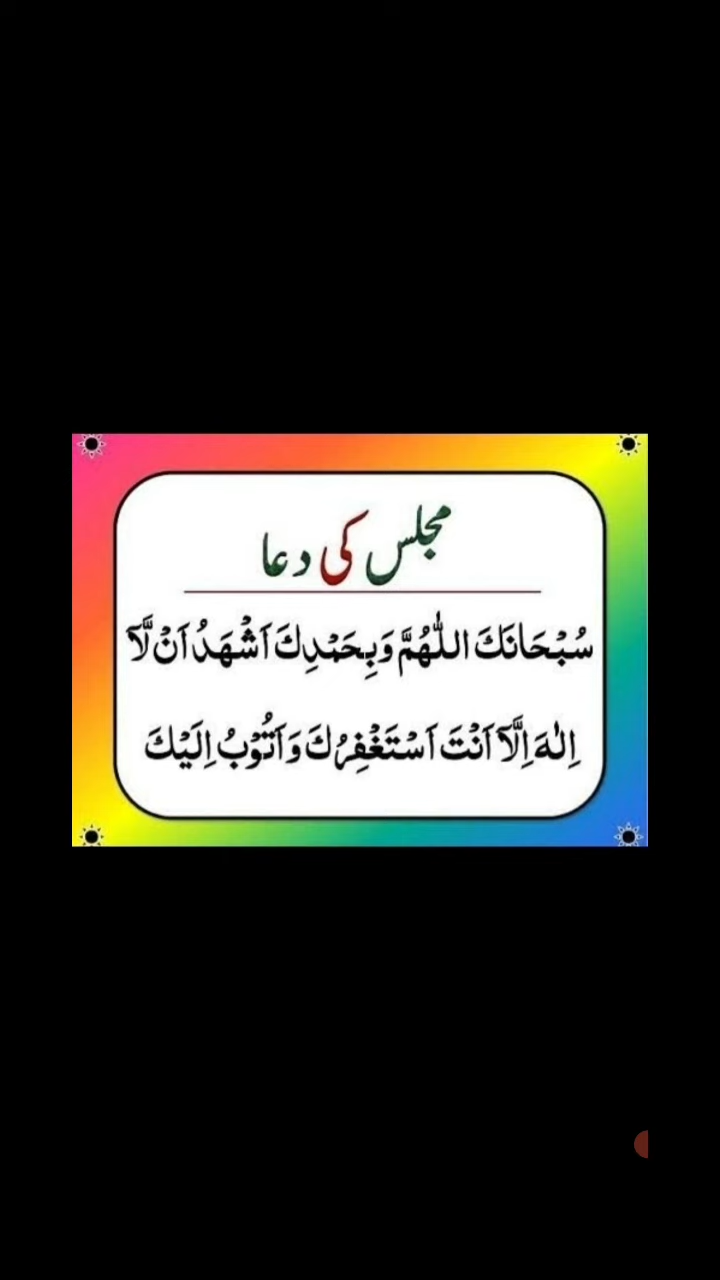 مجلس کی دعا
سُبْحَانَكَ اللّٰهُمَّ وَبِحَمْدِكَ اَشْهَدُ اَنْ لَّآ
اِلٰهَ اِلَّآ اَنْتَ اَسْتَغْفِرُكَ وَاَتُوْبُ اِلَيْكَ